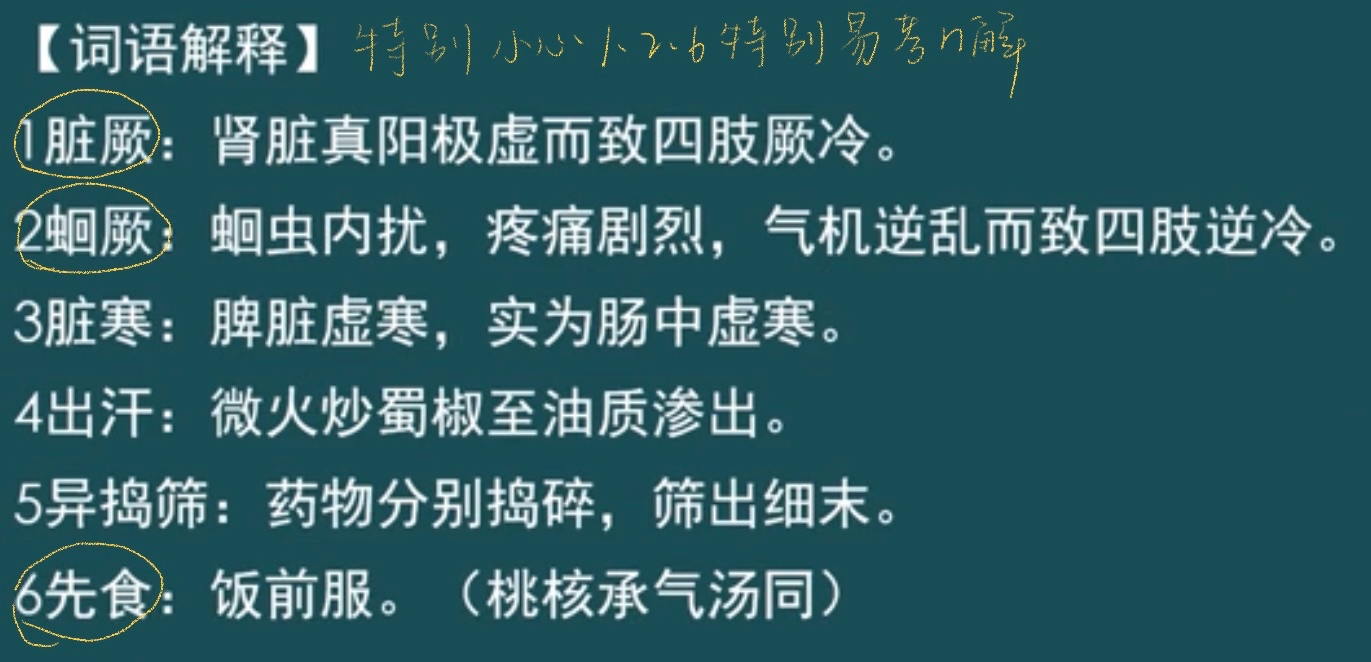 【词语解释】 特别小心 1、2、6 特别易考n解
1脏厥：肾脏真阳极虚而致四肢厥冷。
2蛔厥：蛔虫内扰，疼痛剧烈，气机逆乱而致四肢逆冷。
3脏寒：脾脏虚寒，实为肠中虚寒。
4出汗：微火炒蜀椒至油质渗出。
5异捣筛：药物分别捣碎，筛出细末。
6先食：饭前服。（桃核承气汤同）